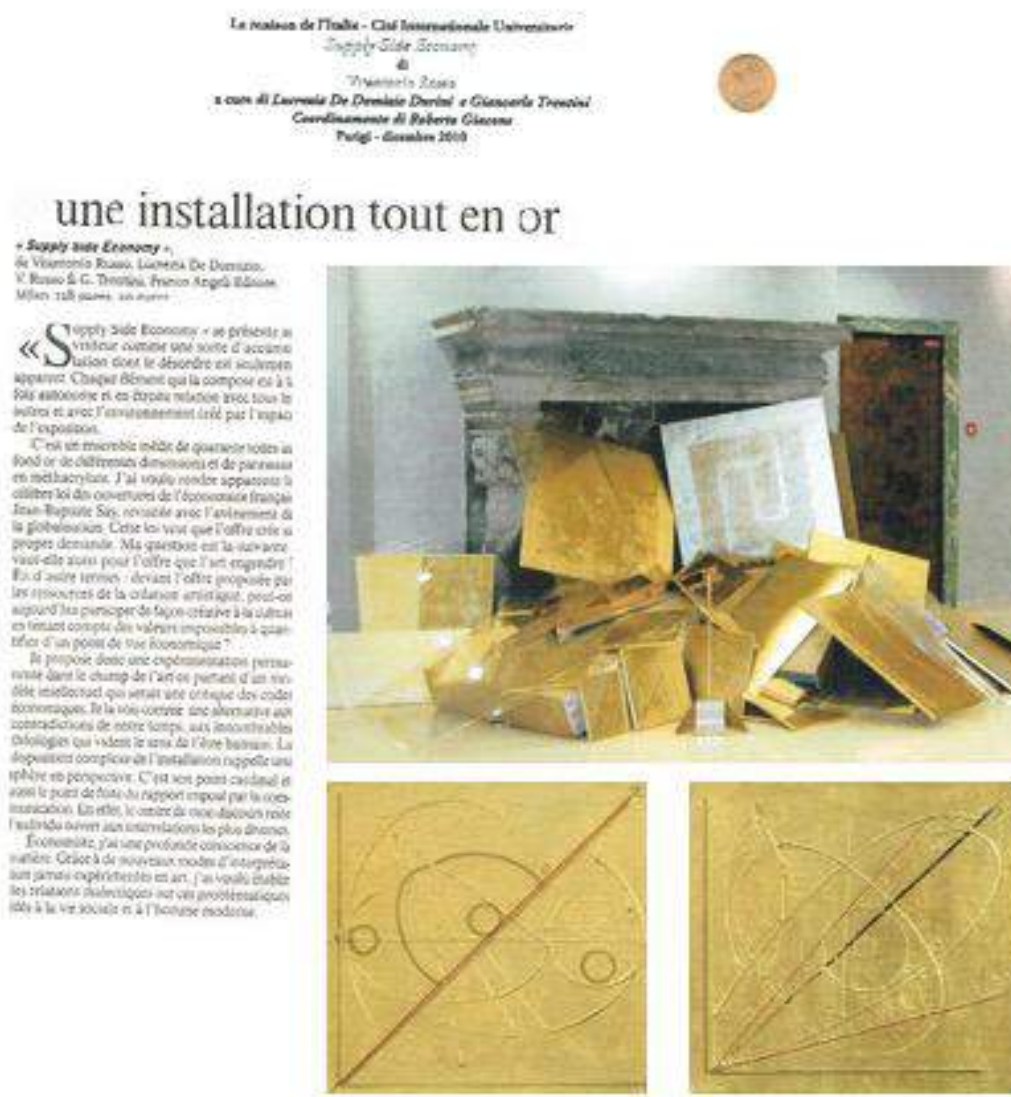 La maison de l'Italie - Cité Internationale Universitaire
Supply Side Economy
di
Visantonio Russo
a cura di Lucrezia De Domizio Durini e Giancarlo Trentini
Coordinamento di Roberto Giacone
Parigi - dicembre 2010
une installation tout en or
« Supply Side Economy »,
de Russo, Lucrezia De Domizio,
V. Russo & G. Trentini, Franco Angeli
Milan, 128 pages, euros
«Supply Side Economy » se présente au
visiteur comme une sorte d'accumu-
lation dont le désordre est seulement
apparent. Chaque élément qui la compose est à la
fois autonome et en étroite relation avec tous les
autres et avec l'environnement créé par l'espace
de l'exposition.
C'est un ensemble inédit de quarante toiles au
fond or de différentes dimensions et de panneaux
en méthacrylate. J'ai voulu rendre apparente la
célèbre loi des ouvertures de l'économiste français
Jean-Baptiste Say, revisitée avec l'avènement de
la globalisation. Cette loi veut que l'offre crée sa
propre demande. Ma question est la suivante :
vaut-elle aussi pour l'offre que l'art engendre ?
En d'autre termes : devant l'offre proposée par
les ressources de la création artistique, peut-on
aujourd'hui participer de façon créative à la culture
en tenant compte des valeurs impossibles à quan-
tifier d'un point de vue économique ?
Je propose donc une expérimentation perma-
nente dans le champ de l'art en partant d'un mo-
dèle intellectuel qui serait une critique des codes
économiques. Je la vois comme une alternative aux
contradictions de notre temps, aux innombrables
idéologies qui vident le sens de l'être humain. La
disposition complexe de l'installation rappelle une
sphère en perspective. C'est son point cardinal et
aussi le point de fuite du rapport imposé par la com-
munication. En effet, le centre de mon discours reste
l'individu ouvert aux interrelations les plus diverses.
Économiste, j'ai une profonde conscience de la
matière. Grâce à de nouveaux modes d'interpréta-
tion jamais expérimentés en art, j'ai voulu établir
des relations dialectiques sur ces problématiques
liées à la vie sociale et à l'homme moderne.